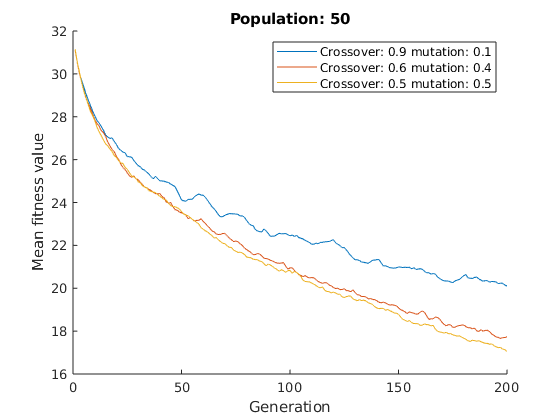 Population: 50
32
30
28
26
24
22
20
18
16
Mean fitness value
Crossover: 0.9 mutation: 0.1
Crossover: 0.6 mutation: 0.4
Crossover: 0.5 mutation: 0.5
0 50 100 150 200
Generation